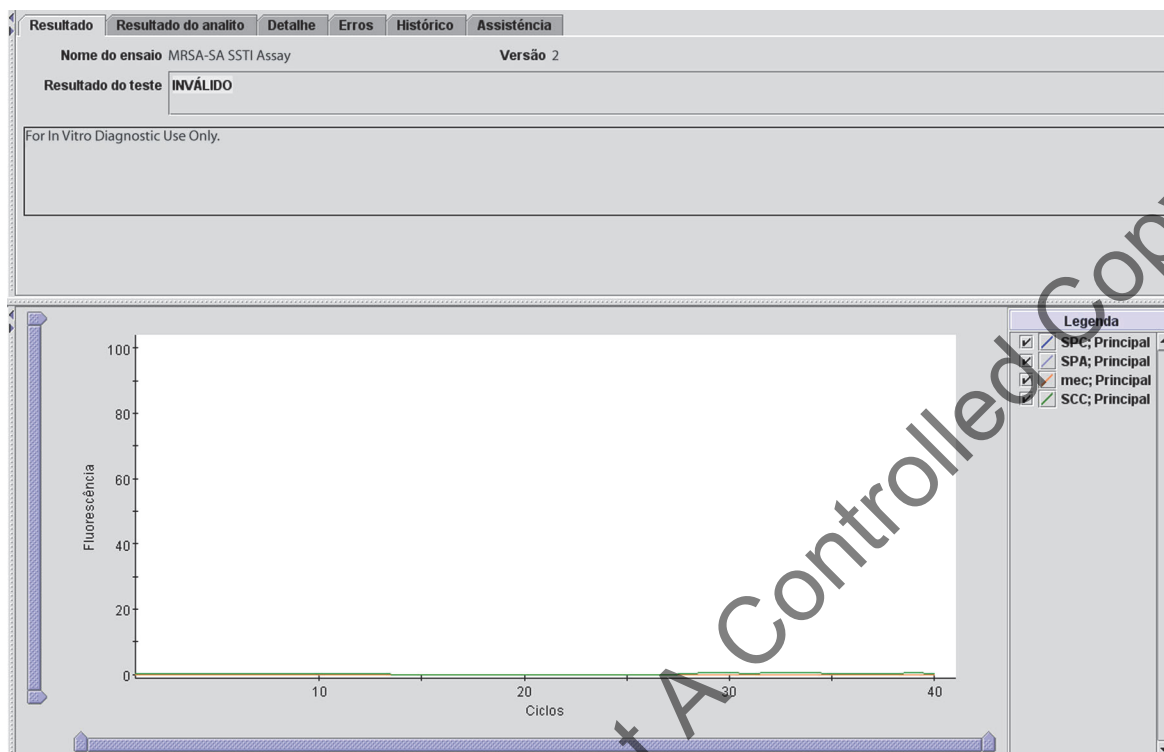 Resultado Resultado do analito Detalhe Erros Histórico Assisténcia
Nome do ensaio MRSA-SA SSTI Assay Versão 2
Resultado do teste INVÁLIDO
For In Vitro Diagnostic Use Only.
Legenda
SPC; Principal
SPA; Principal
mec; Principal
SCC; Principal
100
80
60
40
20
0
Fluorescência
10 20 30 40
Ciclos
t A Controlled Cop